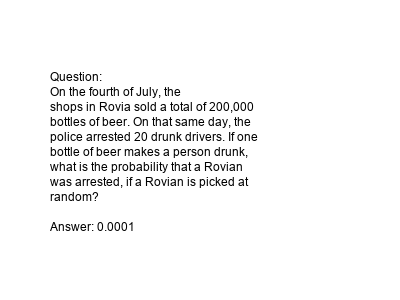 Question:
On the fourth of July, the
shops in Rovia sold a total of 200,000
bottles of beer. On that same day, the
police arrested 20 drunk drivers. If one
bottle of beer makes a person drunk,
what is the probability that a Rovian
was arrested, if a Rovian is picked at
random?

Answer: 0.0001